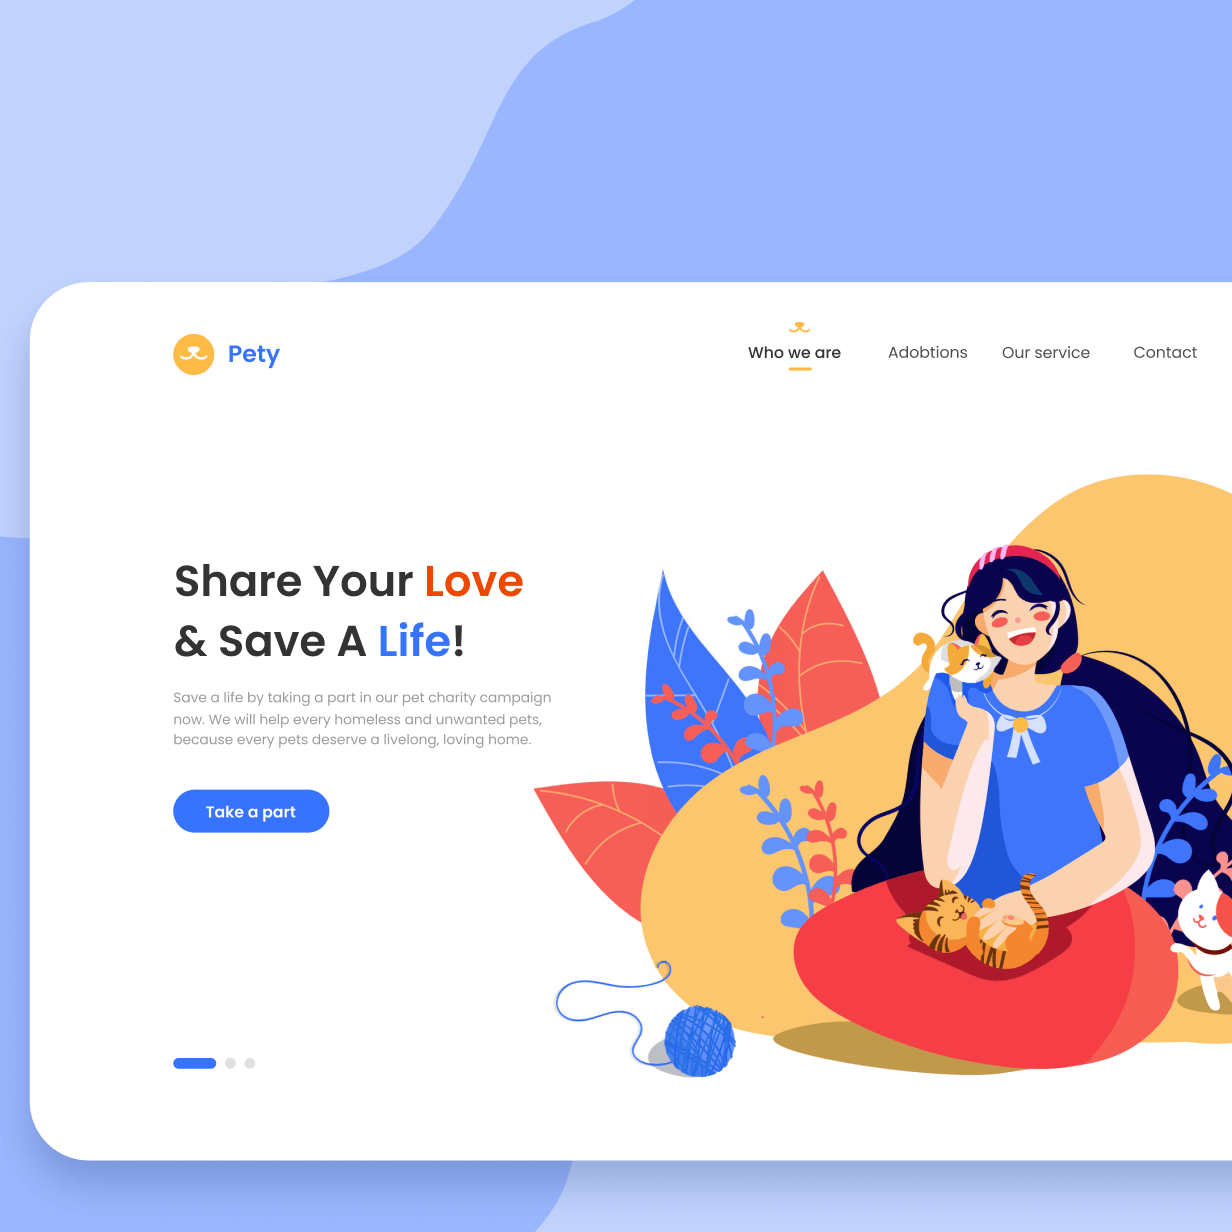 Pety
Who we are
Adobtions
Our service
Contact
Share Your Love
& Save A Life!
Save a life by taking a part in our pet charity campaign
now. We will help every homeless and unwanted pets,
because every pets deserve a livelong, loving home.
Take a part